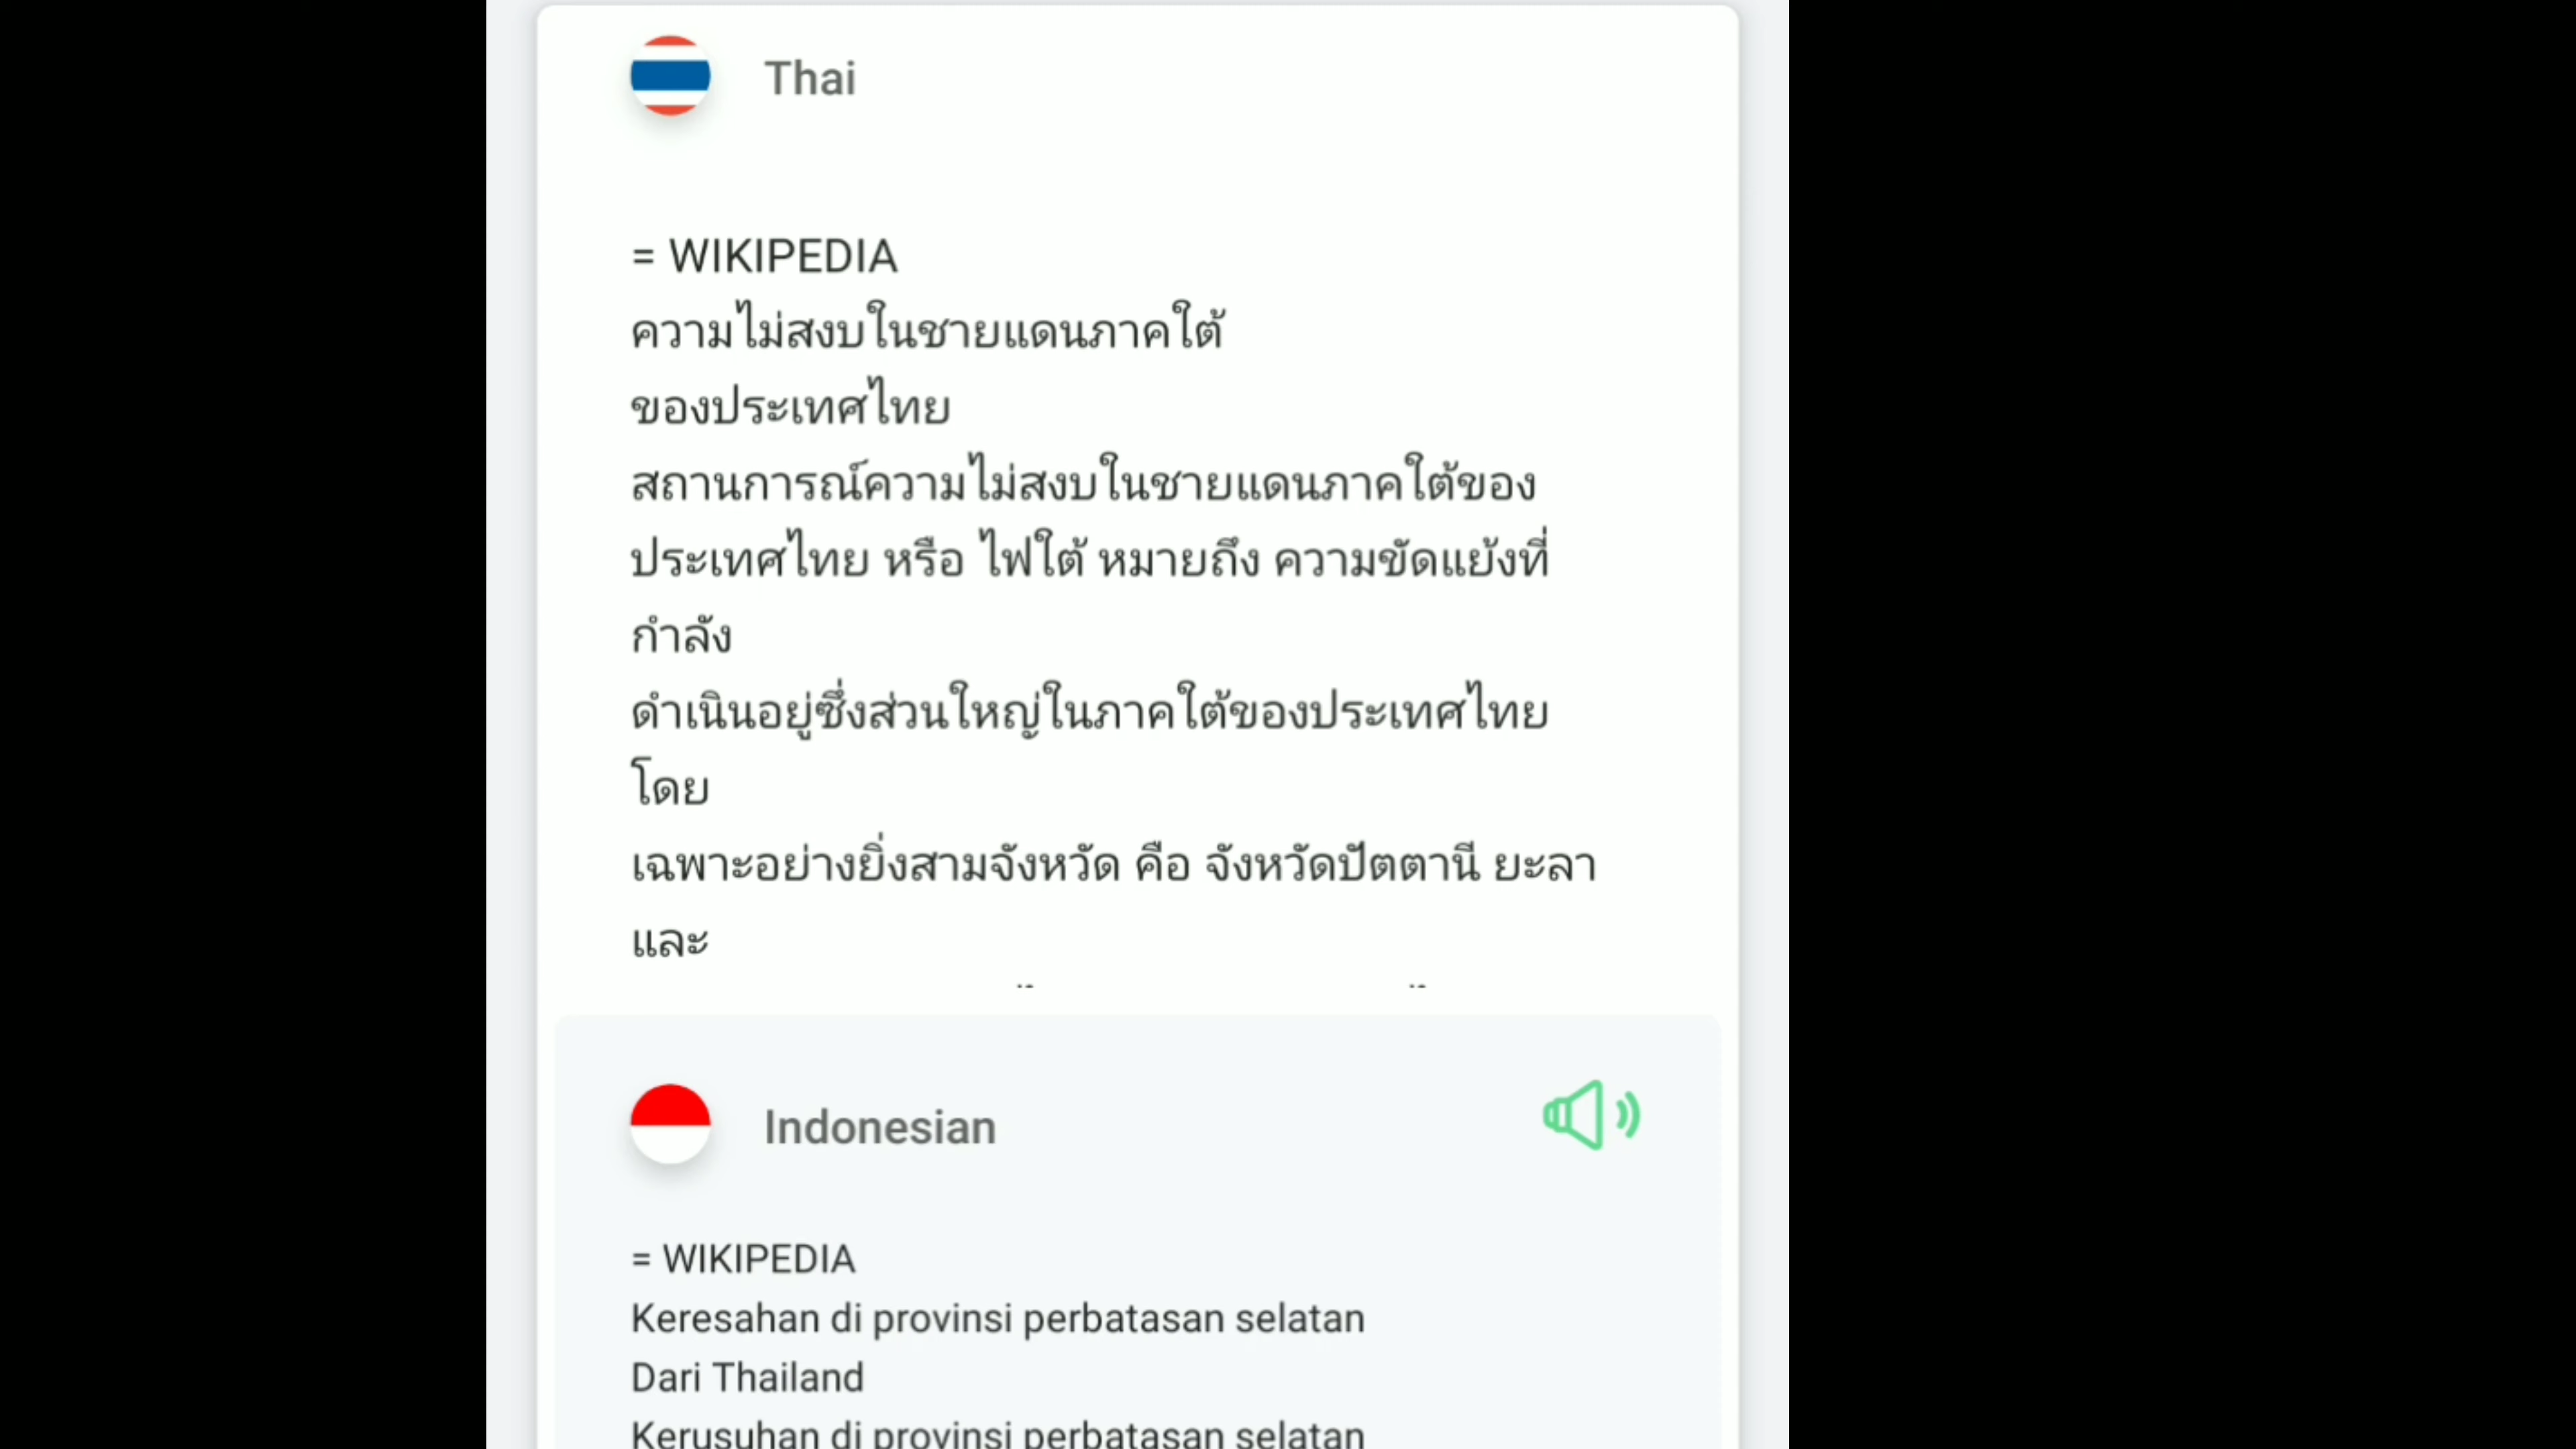 Thai
= WIKIPEDIA
ความไม่สงบในชายแดนภาคใต้
ของประเทศไทย
สถานการณ์ความไม่สงบในชายแดนภาคใต้ของ
ประเทศไทย หรือ ไฟใต้ หมายถึง ความขัดแย้งที่
กำลัง
ดำเนินอยู่ซึ่งส่วนใหญ่ในภาคใต้ของประเทศไทย
โดย
เฉพาะอย่างยิ่งสามจังหวัด คือ จังหวัดปัตตานี ยะลา
และ
Indonesian
= WIKIPEDIA
Keresahan di provinsi perbatasan selatan
Dari Thailand
Kerusuhan di provinsi perbatasan selatan